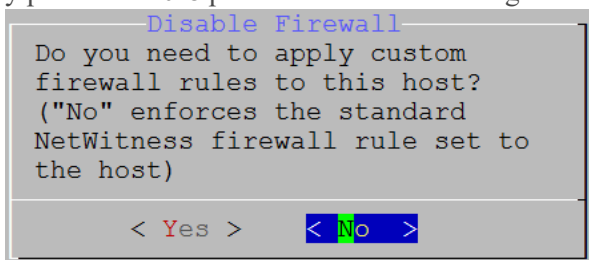 Disable Firewall
Do you need to apply custom
firewall rules to this host?
("No" enforces the standard
NetWitness firewall rule set to
the host)
< Yes > < No >